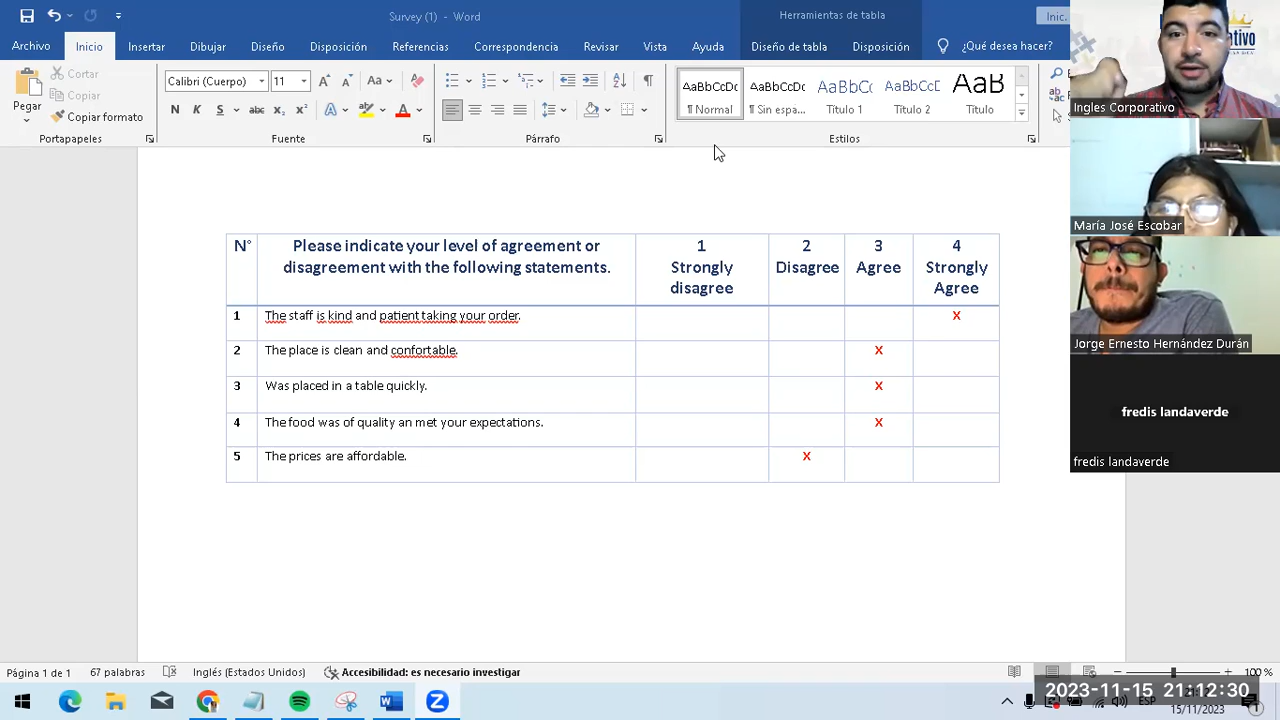 Survey (1) - Word
Herramientas de tabla
Inic.
Archivo Inicio Insertar Dibujar Diseño Disposición Referencias Correspondencia Revisar Vista Ayuda Diseño de tabla Disposición ¿Qué desea hacer?
Pegar
Cortar
Copiar
Copiar formato
Portapapeles
Calibri (Cuerpo) 11
N K S abc
Fuente
Párrafo
AaBbCcDc AaBbCcDc AaBbCc AaBbCcC AaB
¶ Normal ¶ Sin espa... Título 1 Título 2 Título
Estilos
N° Please indicate your level of agreement or disagreement with the following statements. 1 Strongly disagree 2 Disagree 3 Agree 4 Strongly Agree
1 The staff is kind and patient taking your order. X
2 The place is clean and confortable. X
3 Was placed in a table quickly. X
4 The food was of quality an met your expectations. X
5 The prices are affordable. X
Ingles Corporativo
María José Escobar
Jorge Ernesto Hernández Durán
fredis landaverde
fredis landaverde
Página 1 de 1 67 palabras Inglés (Estados Unidos) Accesibilidad: es necesario investigar 100 %
2023-11-15 21:12:30
ESP
15/11/2023